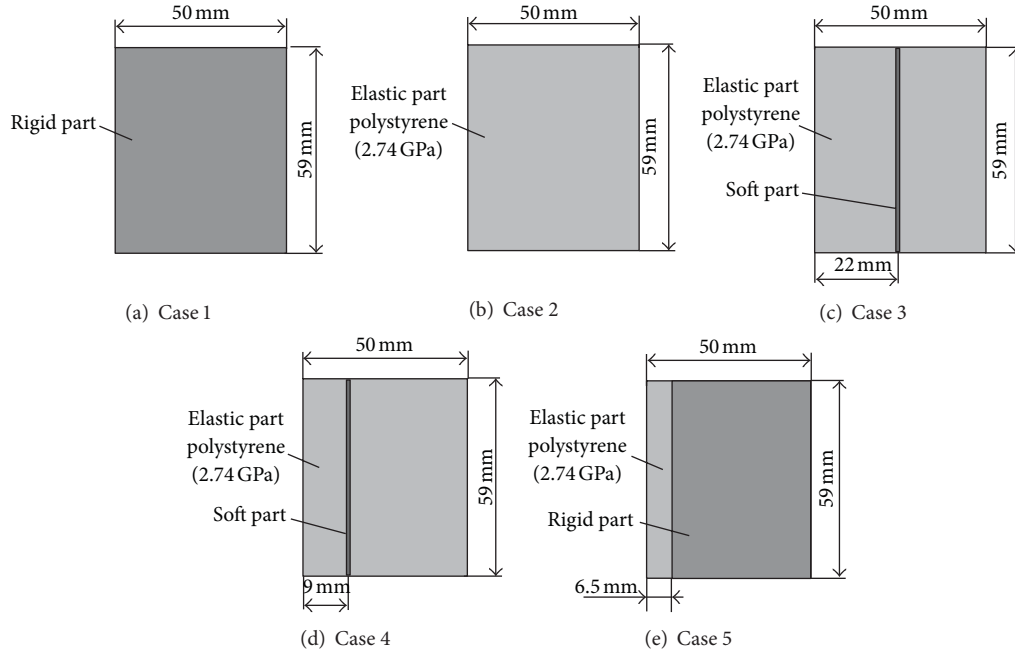 50 mm
Rigid part
59 mm
(a) Case 1
50 mm
Elastic part
polystyrene
(2.74 GPa)
59 mm
(b) Case 2
50 mm
Elastic part
polystyrene
(2.74 GPa)
Soft part
59 mm
22 mm
(c) Case 3
50 mm
Elastic part
polystyrene
(2.74 GPa)
Soft part
59 mm
9 mm
(d) Case 4
50 mm
Elastic part
polystyrene
(2.74 GPa)
Rigid part
59 mm
6.5 mm
(e) Case 5